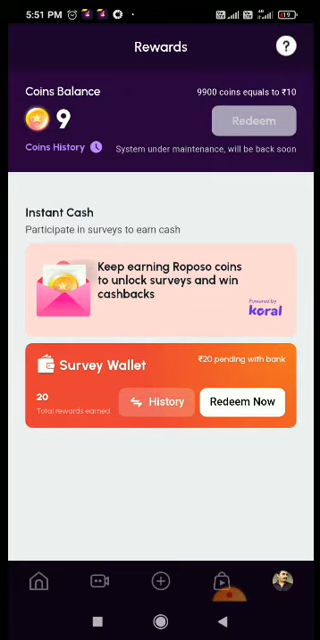 5:51 PM
19
Rewards
?
Coins Balance
9900 coins equals to ₹10
9
Redeem
Coins History
System under maintenance, will be back soon
Instant Cash
Participate in surveys to earn cash
Keep earning Roposo coins
to unlock surveys and win
cashbacks
Powered by
koral
Survey Wallet
₹20 pending with bank
20
Total rewards earned
History
Redeem Now